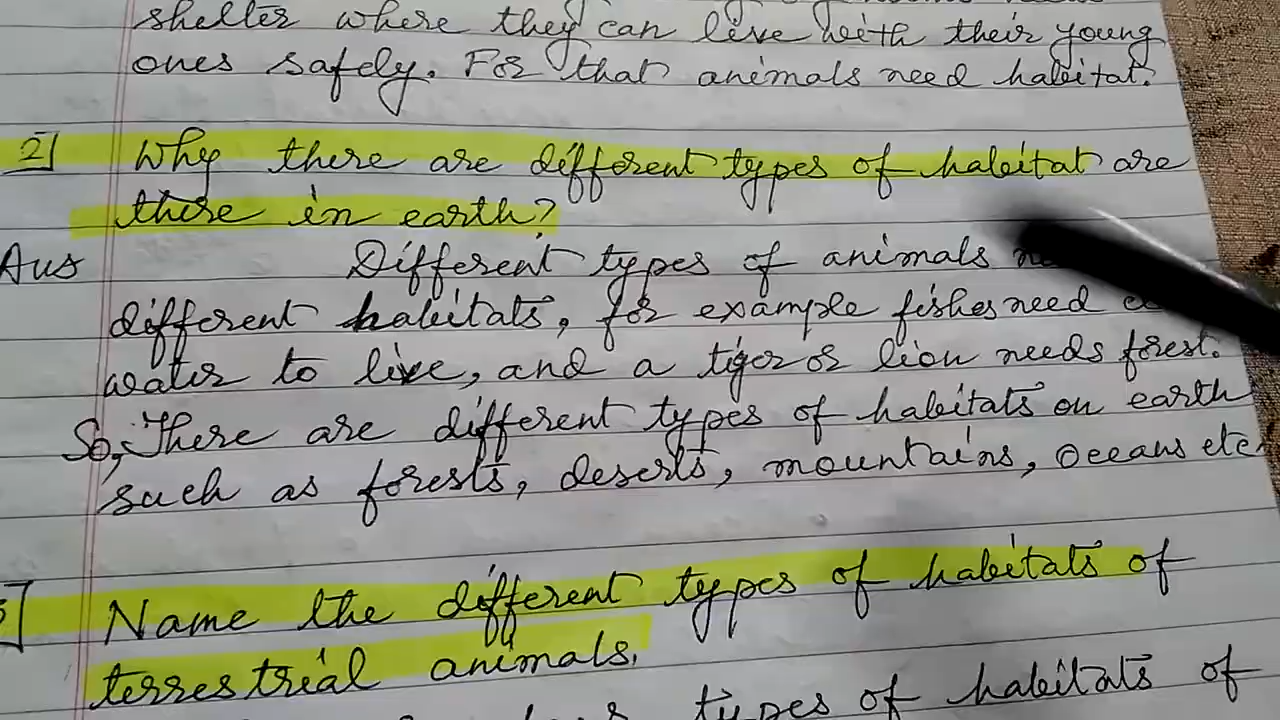 shelter where they can live with their young
ones safely. For that animals need habitat.
2] Why there are different types of habitat are
there in earth?
Ans Different types of animals
different habitats, for example fishes need
water to live, and a tiger or lion needs forest.
So, There are different types of habitats on earth
such as forests, deserts, mountains, oceans etc
Name the different types of habitats of
terrestrial animals.
types of habitats of